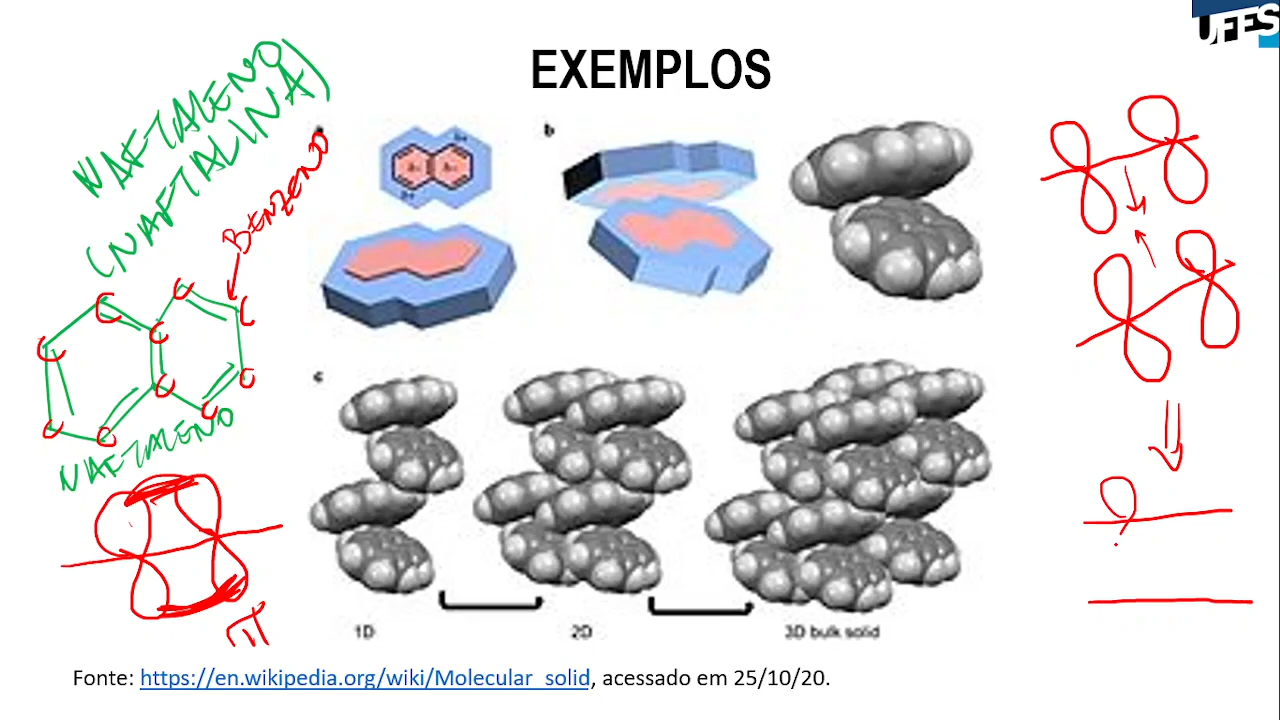 UFES
EXEMPLOS
NAFTALENO
(NAFTALINA)
BENZENO
a
b
C
C
C
C
C
C
C
C
C
C
NAFTALENO
π
c
1D
2D
3D bulk solid
Fonte: https://en.wikipedia.org/wiki/Molecular_solid, acessado em 25/10/20.